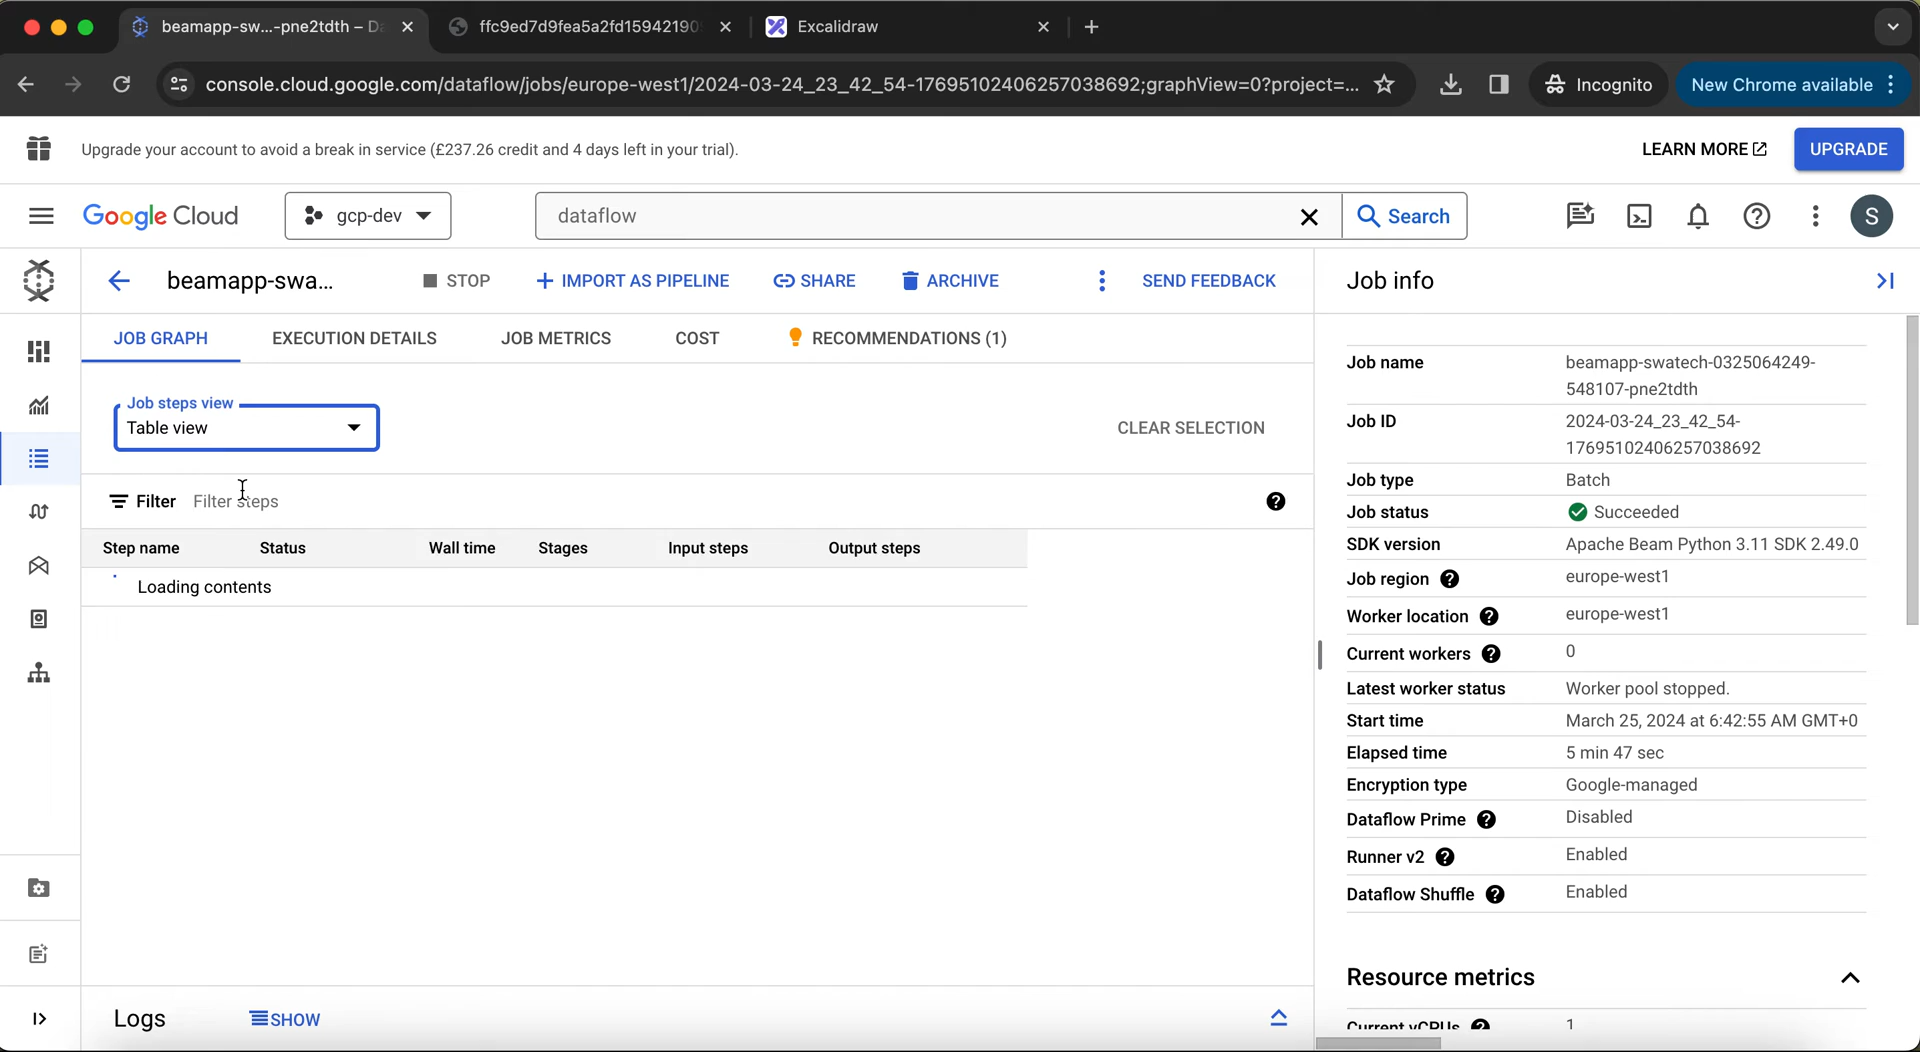 beamapp-sw...-pne2tdth – Da
ffc9ed7d9fea5a2fd15942190
Excalidraw
console.cloud.google.com/dataflow/jobs/europe-west1/2024-03-24_23_42_54-17695102406257038692;graphView=0?project=...
Incognito
New Chrome available
Upgrade your account to avoid a break in service (£237.26 credit and 4 days left in your trial).
LEARN MORE
UPGRADE
Google Cloud
gcp-dev
dataflow
Search
S
beamapp-swa...
STOP
IMPORT AS PIPELINE
SHARE
ARCHIVE
SEND FEEDBACK
JOB GRAPH
EXECUTION DETAILS
JOB METRICS
COST
RECOMMENDATIONS (1)
Job steps view
Table view
CLEAR SELECTION
Filter Filter steps
Step name Status Wall time Stages Input steps Output steps
Loading contents
Logs
SHOW
Job info
Job name beamapp-swatech-0325064249-
548107-pne2tdth
Job ID 2024-03-24_23_42_54-
17695102406257038692
Job type Batch
Job status Succeeded
SDK version Apache Beam Python 3.11 SDK 2.49.0
Job region europe-west1
Worker location europe-west1
Current workers 0
Latest worker status Worker pool stopped.
Start time March 25, 2024 at 6:42:55 AM GMT+0
Elapsed time 5 min 47 sec
Encryption type Google-managed
Dataflow Prime Disabled
Runner v2 Enabled
Dataflow Shuffle Enabled
Resource metrics
Current vCPUs 1